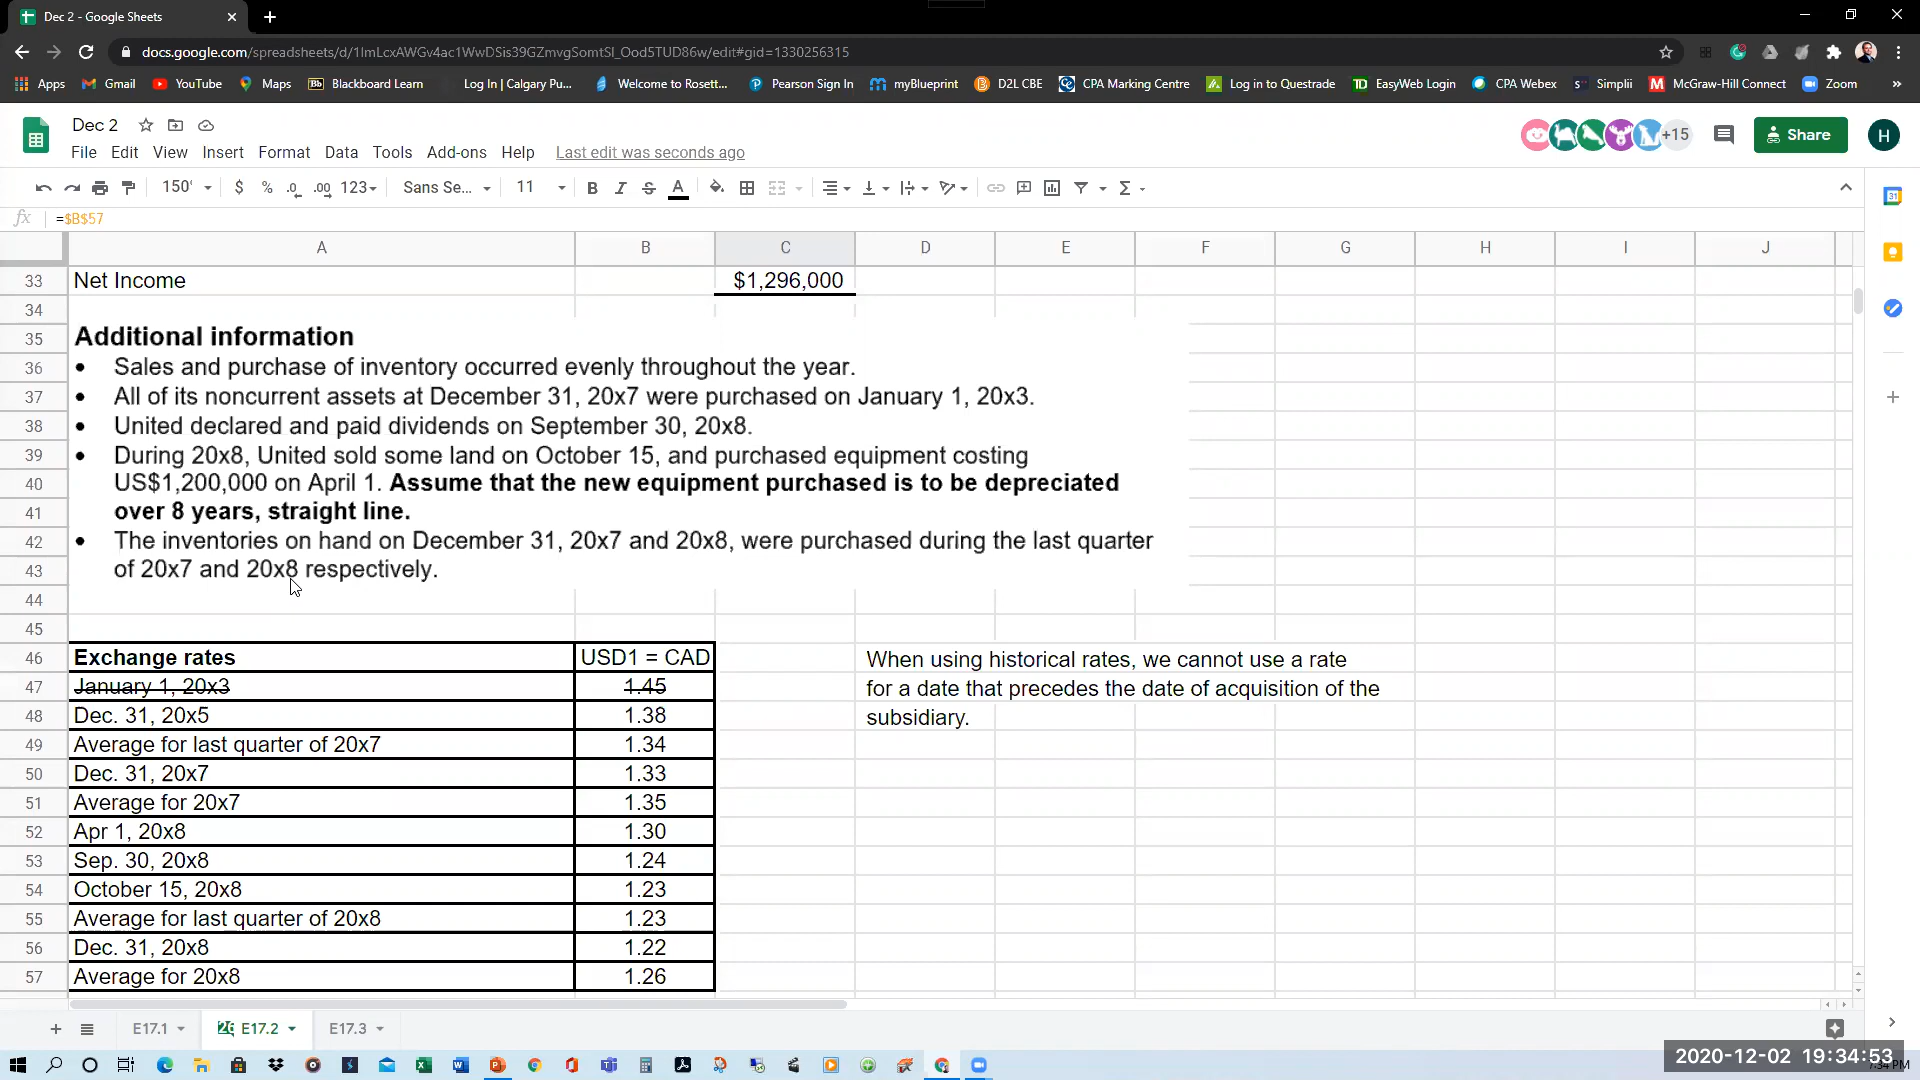 Dec 2 - Google Sheets
docs.google.com/spreadsheets/d/1ImLcxAWGv4ac1WwDSis39GZmvgSomtSI_Ood5TUD86w/edit#gid=1330256315
Apps Gmail YouTube Maps Bb Blackboard Learn Log In | Calgary Pu... Welcome to Rosett... Pearson Sign In myBlueprint D2L CBE CPA Marking Centre Log in to Questrade TD EasyWeb Login CPA Webex Simplii McGraw-Hill Connect Zoom »
Dec 2
+15
Share
H
File Edit View Insert Format Data Tools Add-ons Help Last edit was seconds ago
150% $ % .0 .00 123 Sans Se... 11 B I S A
fx =$B$57
A B C D E F G H I J
33 Net Income $1,296,000
34
35 Additional information
36 • Sales and purchase of inventory occurred evenly throughout the year.
37 • All of its noncurrent assets at December 31, 20x7 were purchased on January 1, 20x3.
38 • United declared and paid dividends on September 30, 20x8.
39 • During 20x8, United sold some land on October 15, and purchased equipment costing
40 US$1,200,000 on April 1. Assume that the new equipment purchased is to be depreciated
41 over 8 years, straight line.
42 • The inventories on hand on December 31, 20x7 and 20x8, were purchased during the last quarter
43 of 20x7 and 20x8 respectively.
44
45
46 Exchange rates USD1 = CAD When using historical rates, we cannot use a rate
47 January 1, 20x3 1.45 for a date that precedes the date of acquisition of the
48 Dec. 31, 20x5 1.38 subsidiary.
49 Average for last quarter of 20x7 1.34
50 Dec. 31, 20x7 1.33
51 Average for 20x7 1.35
52 Apr 1, 20x8 1.30
53 Sep. 30, 20x8 1.24
54 October 15, 20x8 1.23
55 Average for last quarter of 20x8 1.23
56 Dec. 31, 20x8 1.22
57 Average for 20x8 1.26
E17.1 E17.2 E17.3
2020-12-02 19:34:53
7:34 PM